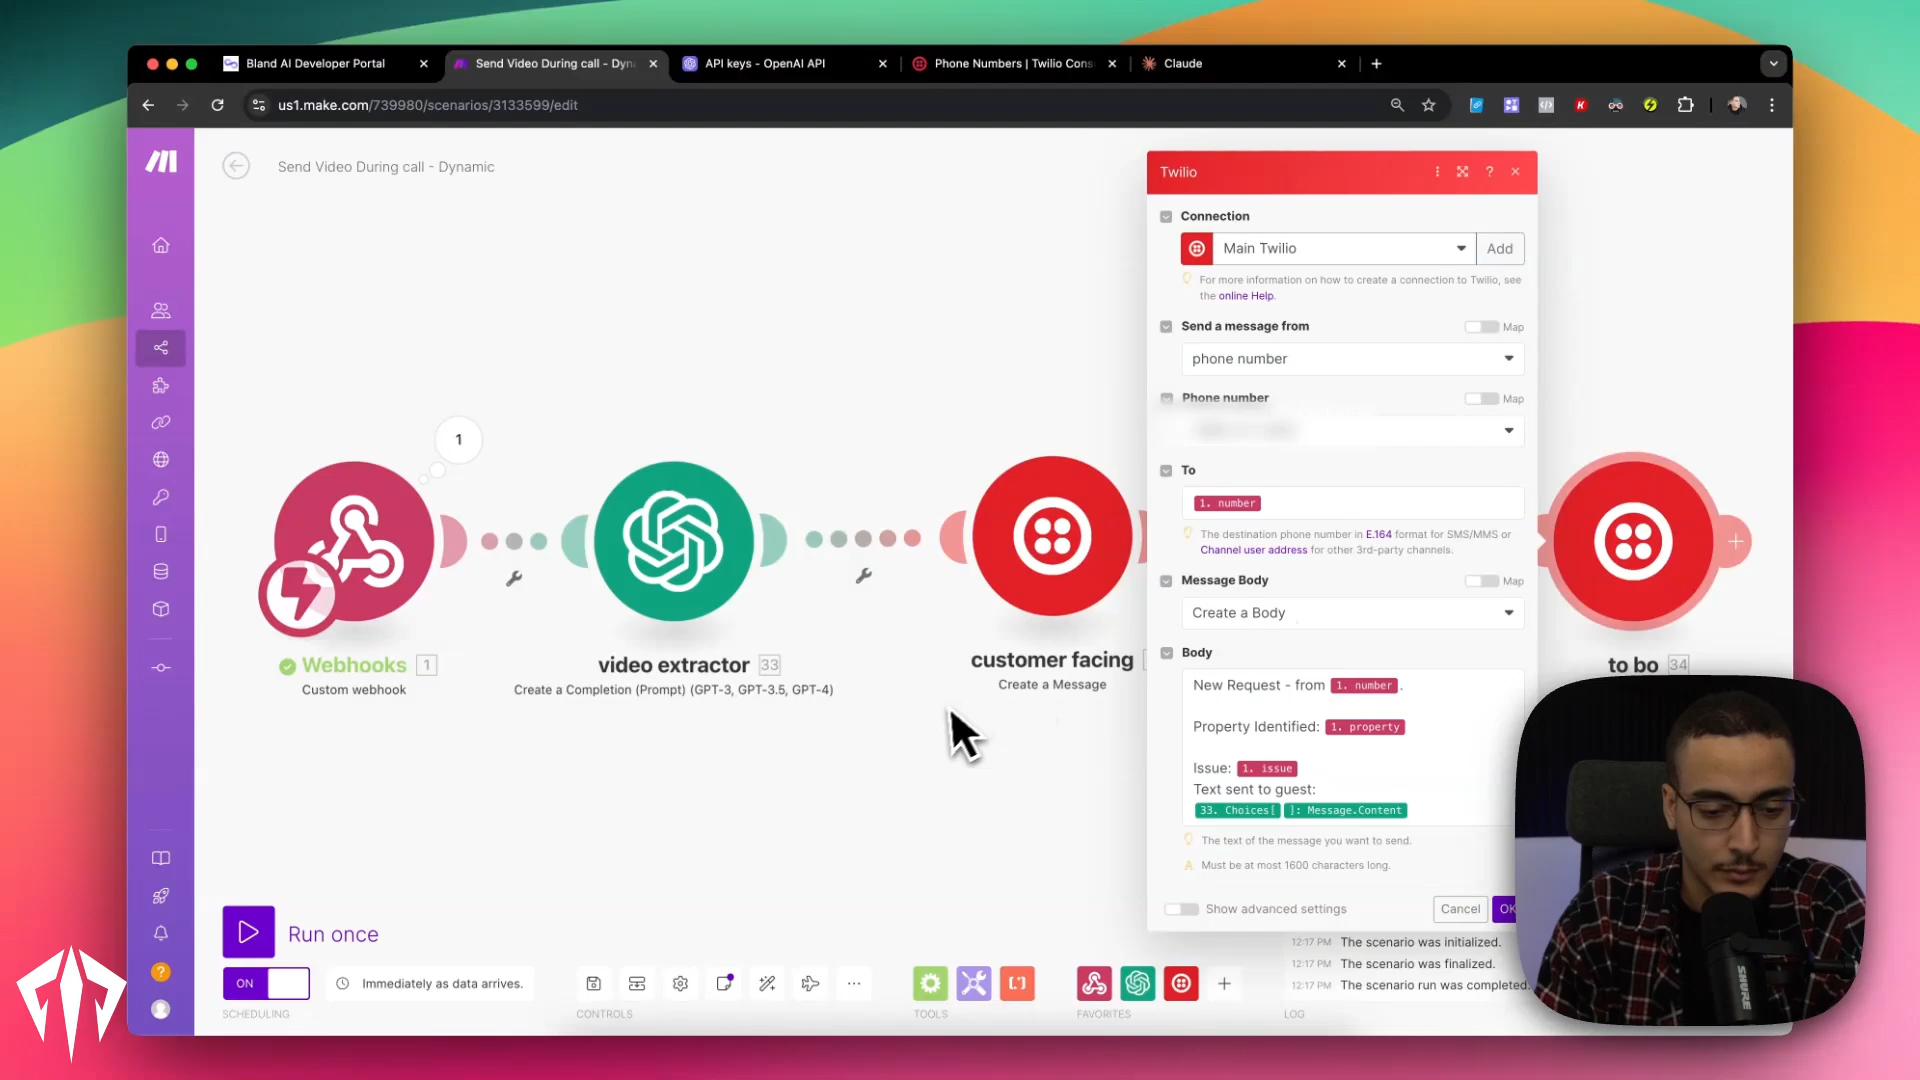 Bland AI Developer Portal
Send Video During call - Dyna
API keys - OpenAI API
Phone Numbers | Twilio Cons
Claude
us1.make.com/739980/scenarios/3133599/edit
Send Video During call - Dynamic
Twilio
Connection
Main Twilio
Add
For more information on how to create a connection to Twilio, see
the online Help.
Send a message from
Map
phone number
Phone number
Map
To
1. number
The destination phone number in E.164 format for SMS/MMS or
Channel user address for other 3rd-party channels.
Message Body
Map
Create a Body
Body
New Request - from 1. number .
Property Identified: 1. property
Issue: 1. issue
Text sent to guest:
33. Choices[ ]: Message.Content
The text of the message you want to send.
Must be at most 1600 characters long.
Show advanced settings
Cancel
OK
1
Webhooks 1
Custom webhook
video extractor 33
Create a Completion (Prompt) (GPT-3, GPT-3.5, GPT-4)
customer facing
Create a Message
to bo 34
Run once
ON
Immediately as data arrives.
SCHEDULING
CONTROLS
TOOLS
FAVORITES
LOG
12:17 PM The scenario was initialized.
12:17 PM The scenario was finalized.
12:17 PM The scenario run was completed.
SHURE